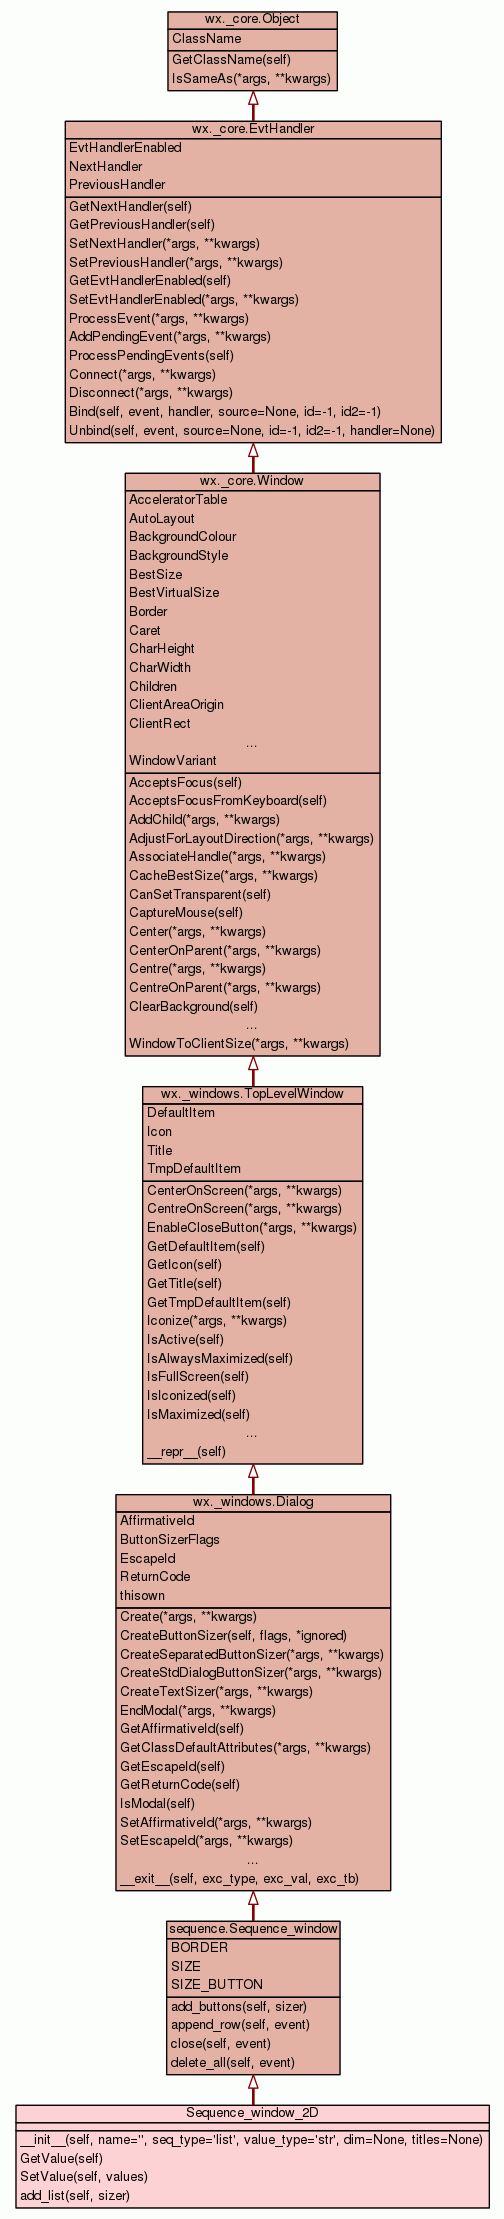 wx._core.Object
ClassName
GetClassName(self)
IsSameAs(*args, **kwargs)
wx._core.EvtHandler
EvtHandlerEnabled
NextHandler
PreviousHandler
GetNextHandler(self)
GetPreviousHandler(self)
SetNextHandler(*args, **kwargs)
SetPreviousHandler(*args, **kwargs)
GetEvtHandlerEnabled(self)
SetEvtHandlerEnabled(*args, **kwargs)
ProcessEvent(*args, **kwargs)
AddPendingEvent(*args, **kwargs)
ProcessPendingEvents(self)
Connect(*args, **kwargs)
Disconnect(*args, **kwargs)
Bind(self, event, handler, source=None, id=-1, id2=-1)
Unbind(self, event, source=None, id=-1, id2=-1, handler=None)
wx._core.Window
AcceleratorTable
AutoLayout
BackgroundColour
BackgroundStyle
BestSize
BestVirtualSize
Border
Caret
CharHeight
CharWidth
Children
ClientAreaOrigin
ClientRect
...
WindowVariant
AcceptsFocus(self)
AcceptsFocusFromKeyboard(self)
AddChild(*args, **kwargs)
AdjustForLayoutDirection(*args, **kwargs)
AssociateHandle(*args, **kwargs)
CacheBestSize(*args, **kwargs)
CanSetTransparent(self)
CaptureMouse(self)
Center(*args, **kwargs)
CenterOnParent(*args, **kwargs)
Centre(*args, **kwargs)
CentreOnParent(*args, **kwargs)
ClearBackground(self)
...
WindowToClientSize(*args, **kwargs)
wx._windows.TopLevelWindow
DefaultItem
Icon
Title
TmpDefaultItem
CenterOnScreen(*args, **kwargs)
CentreOnScreen(*args, **kwargs)
EnableCloseButton(*args, **kwargs)
GetDefaultItem(self)
GetIcon(self)
GetTitle(self)
GetTmpDefaultItem(self)
Iconize(*args, **kwargs)
IsActive(self)
IsAlwaysMaximized(self)
IsFullScreen(self)
IsIconized(self)
IsMaximized(self)
...
__repr__(self)
wx._windows.Dialog
AffirmativeId
ButtonSizerFlags
EscapeId
ReturnCode
thisown
Create(*args, **kwargs)
CreateButtonSizer(self, flags, *ignored)
CreateSeparatedButtonSizer(*args, **kwargs)
CreateStdDialogButtonSizer(*args, **kwargs)
CreateTextSizer(*args, **kwargs)
EndModal(*args, **kwargs)
GetAffirmativeId(self)
GetClassDefaultAttributes(*args, **kwargs)
GetEscapeId(self)
GetReturnCode(self)
IsModal(self)
SetAffirmativeId(*args, **kwargs)
SetEscapeId(*args, **kwargs)
...
__exit__(self, exc_type, exc_val, exc_tb)
sequence.Sequence_window
BORDER
SIZE
SIZE_BUTTON
add_buttons(self, sizer)
append_row(self, event)
close(self, event)
delete_all(self, event)
Sequence_window_2D
__init__(self, name='', seq_type='list', value_type='str', dim=None, titles=None)
GetValue(self)
SetValue(self, values)
add_list(self, sizer)